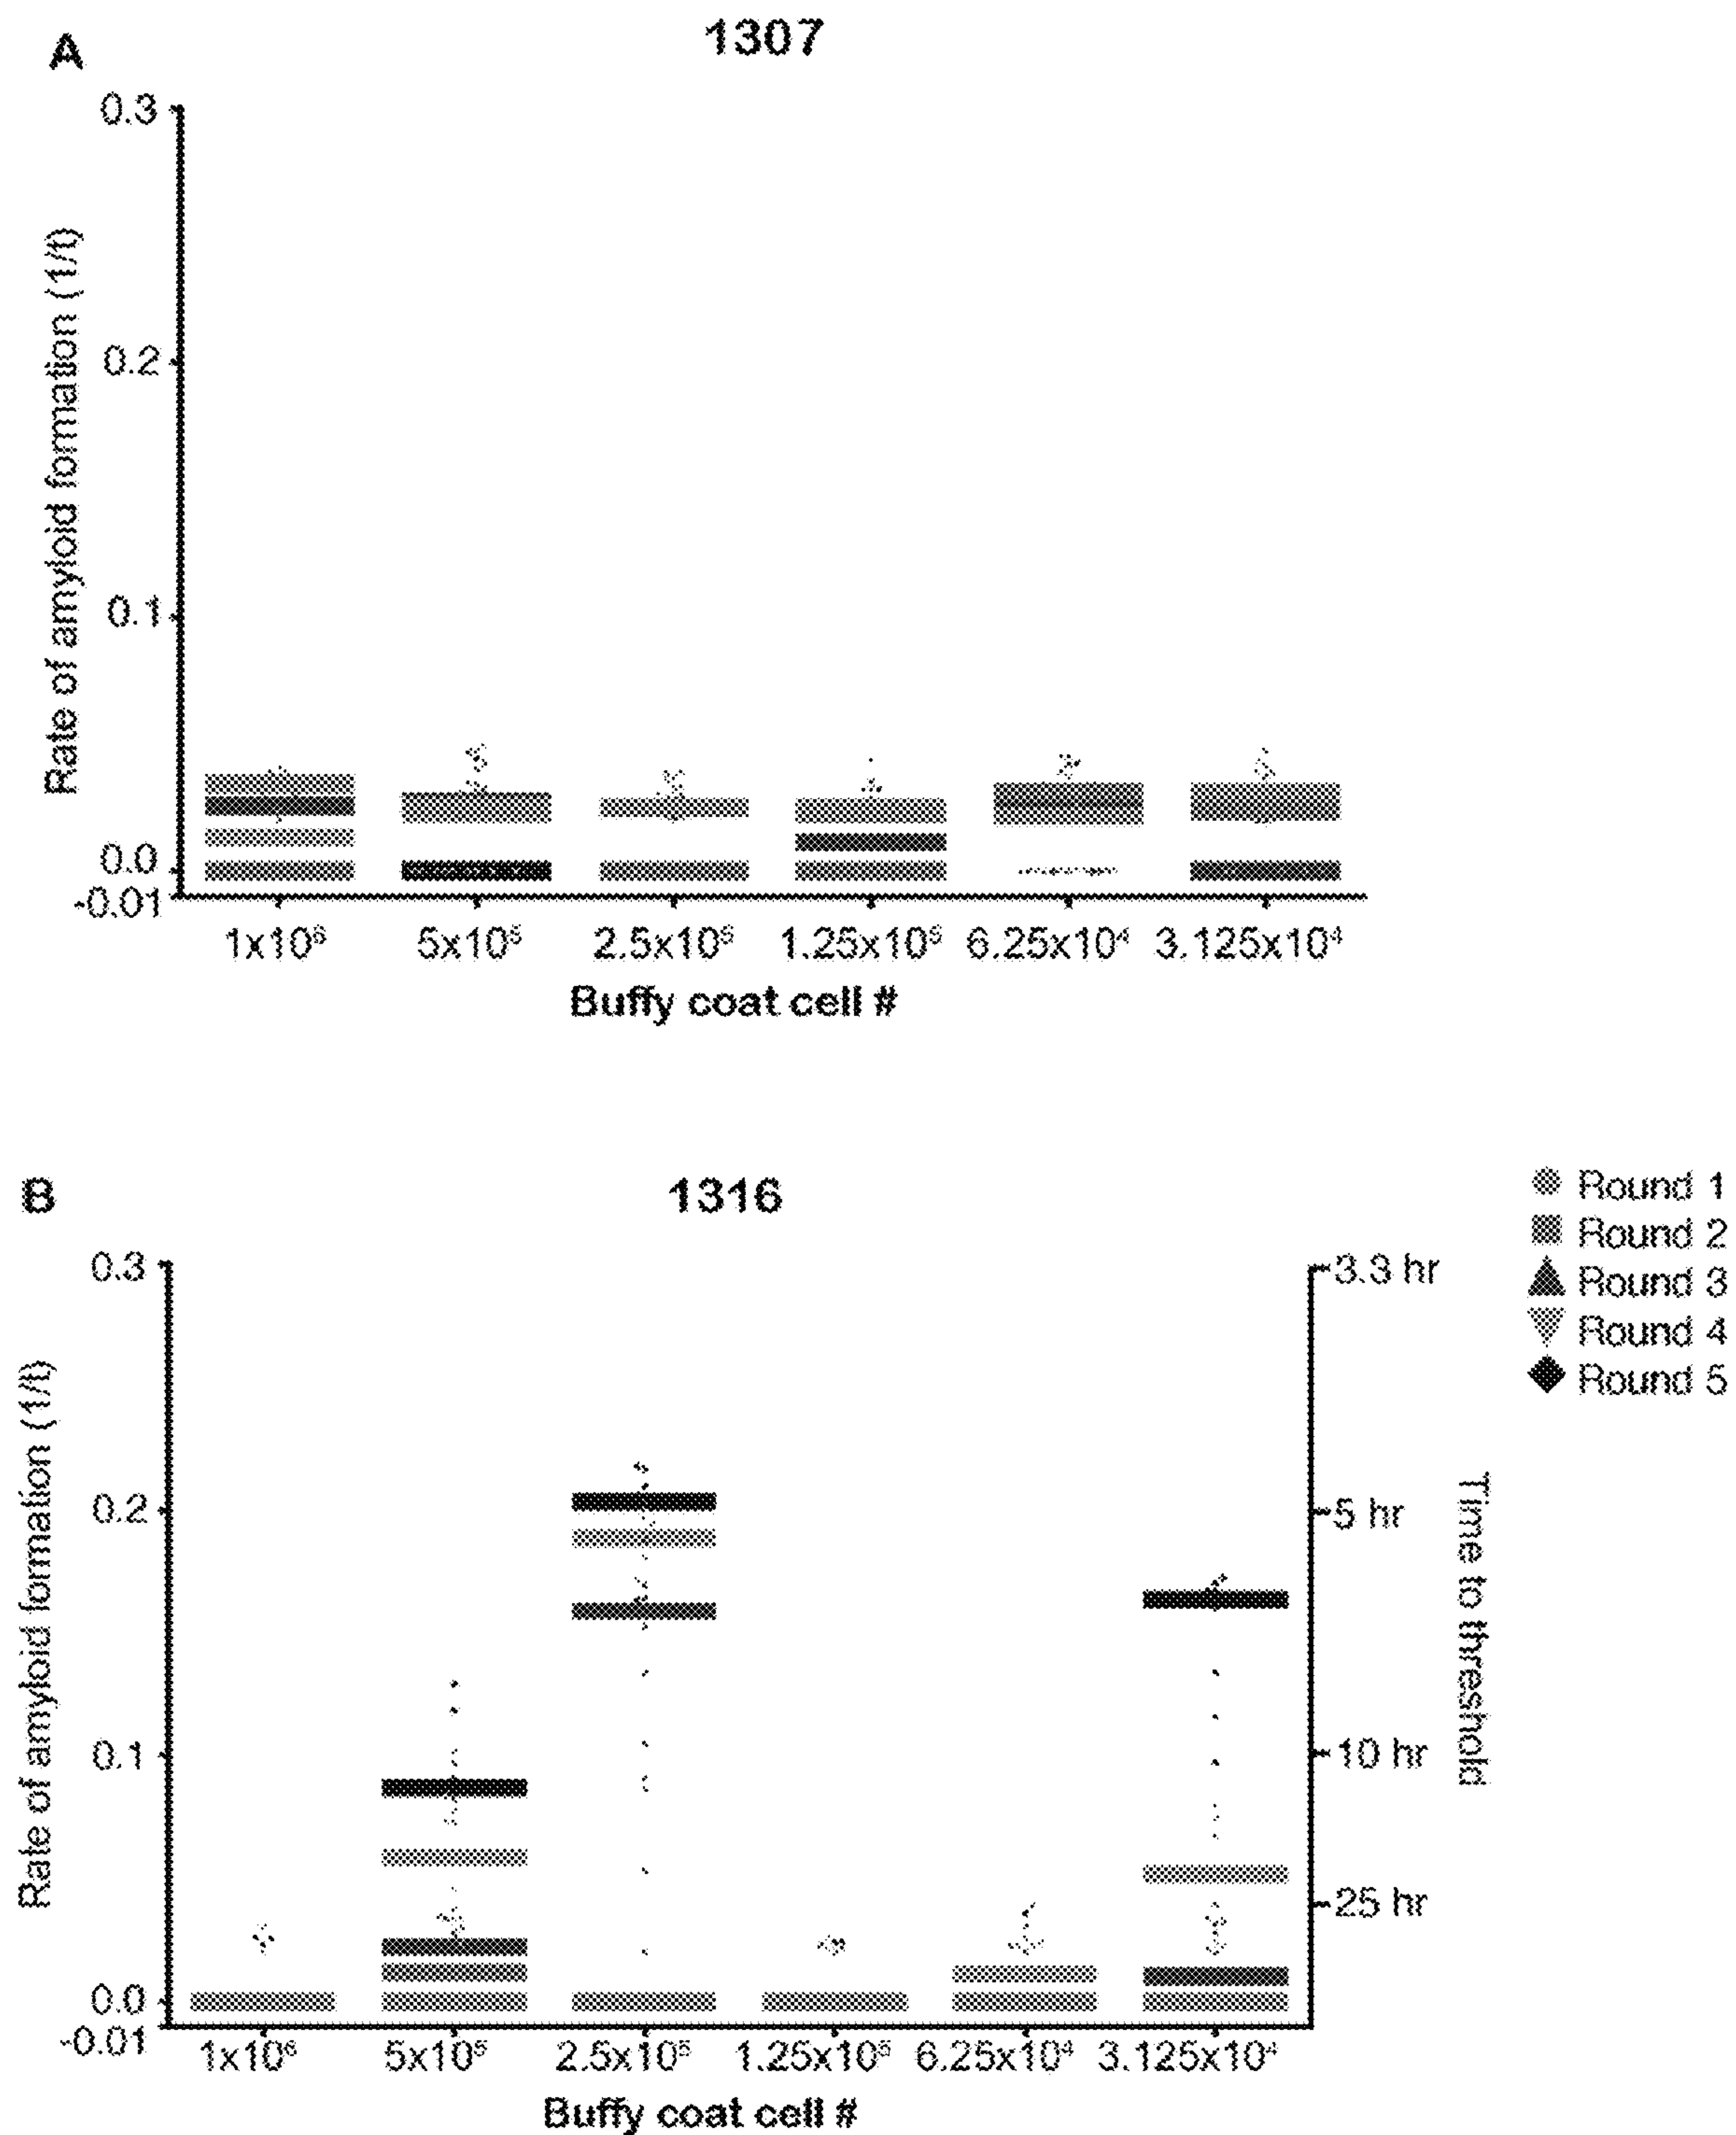 A
1307
0.3
0.2
0.1
0.0
-0.01
Rate of amyloid formation (1/t)
1x10⁶ 5x10⁵ 2.5x10⁵ 1.25x10⁵ 6.25x10⁴ 3.125x10⁴
Buffy coat cell #
B
1316
Round 1
Round 2
Round 3
Round 4
Round 5
0.3
0.2
0.1
0.0
-0.01
Rate of amyloid formation (1/t)
3.3 hr
5 hr
10 hr
25 hr
Time to threshold
1x10⁶ 5x10⁵ 2.5x10⁵ 1.25x10⁵ 6.25x10⁴ 3.125x10⁴
Buffy coat cell #